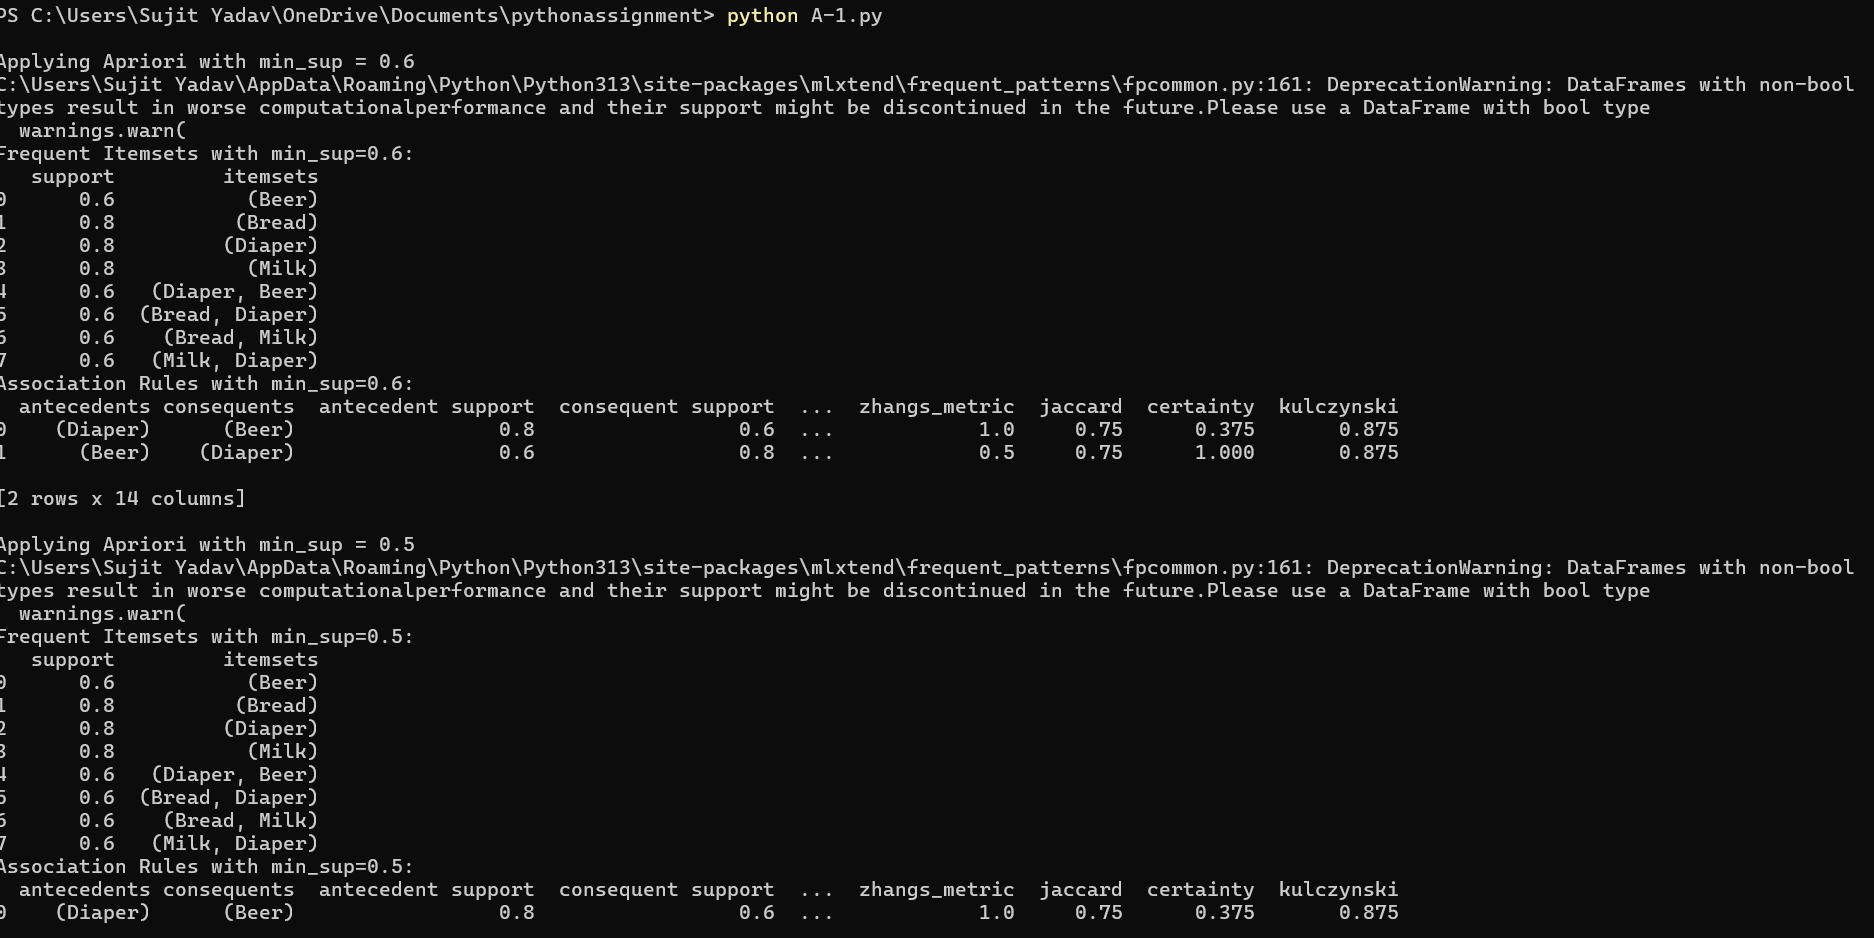 PS C:\Users\Sujit Yadav\OneDrive\Documents\pythonassignment> python A-1.py
Applying Apriori with min_sup = 0.6
C:\Users\Sujit Yadav\AppData\Roaming\Python\Python313\site-packages\mlxtend\frequent_patterns\fpcommon.py:161: DeprecationWarning: DataFrames with non-bool
types result in worse computationalperformance and their support might be discontinued in the future.Please use a DataFrame with bool type
  warnings.warn(
Frequent Itemsets with min_sup=0.6:
   support         itemsets
0      0.6           (Beer)
1      0.8          (Bread)
2      0.8         (Diaper)
3      0.8           (Milk)
4      0.6   (Diaper, Beer)
5      0.6  (Bread, Diaper)
6      0.6    (Bread, Milk)
7      0.6   (Milk, Diaper)
Association Rules with min_sup=0.6:
  antecedents consequents  antecedent support  consequent support  ...  zhangs_metric  jaccard  certainty  kulczynski
0    (Diaper)      (Beer)                 0.8                 0.6  ...            1.0     0.75      0.375       0.875
1      (Beer)    (Diaper)                 0.6                 0.8  ...            0.5     0.75      1.000       0.875
[2 rows x 14 columns]
Applying Apriori with min_sup = 0.5
C:\Users\Sujit Yadav\AppData\Roaming\Python\Python313\site-packages\mlxtend\frequent_patterns\fpcommon.py:161: DeprecationWarning: DataFrames with non-bool
types result in worse computationalperformance and their support might be discontinued in the future.Please use a DataFrame with bool type
  warnings.warn(
Frequent Itemsets with min_sup=0.5:
   support         itemsets
0      0.6           (Beer)
1      0.8          (Bread)
2      0.8         (Diaper)
3      0.8           (Milk)
4      0.6   (Diaper, Beer)
5      0.6  (Bread, Diaper)
6      0.6    (Bread, Milk)
7      0.6   (Milk, Diaper)
Association Rules with min_sup=0.5:
  antecedents consequents  antecedent support  consequent support  ...  zhangs_metric  jaccard  certainty  kulczynski
0    (Diaper)      (Beer)                 0.8                 0.6  ...            1.0     0.75      0.375       0.875